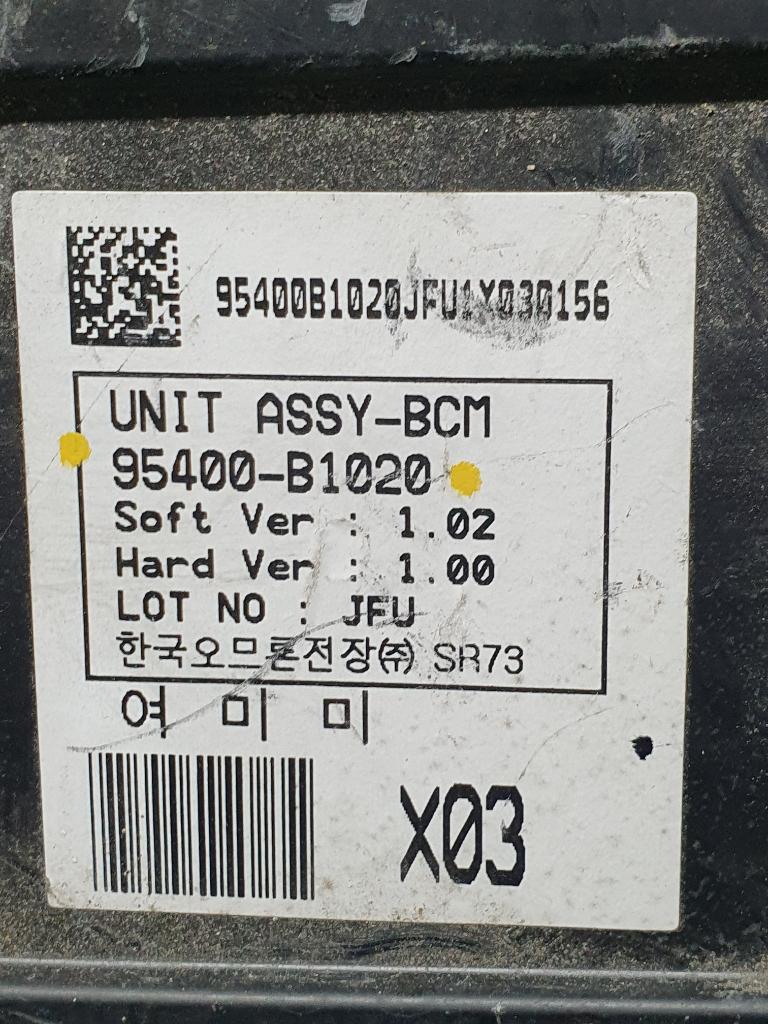 95400B1020JFU1X030156
UNIT ASSY-BCM
95400-B1020
Soft Ver : 1.02
Hard Ver : 1.00
LOT NO : JFU
한국오므론전장㈜ SR73
여 미 미
X03